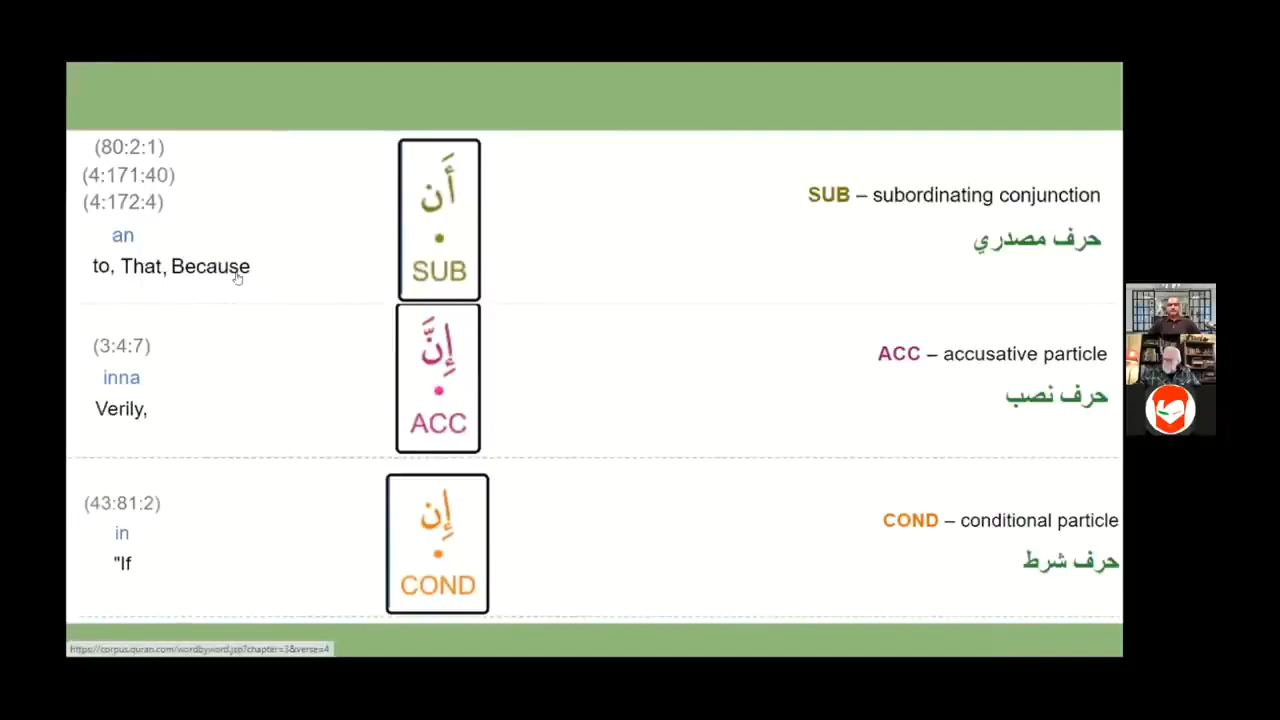 (80:2:1)
(4:171:40)
(4:172:4)
an
to, That, Because
أَن
SUB
SUB – subordinating conjunction
حرف مصدري
(3:4:7)
inna
Verily,
إِنَّ
ACC
ACC – accusative particle
حرف نصب
(43:81:2)
in
"If
إِن
COND
COND – conditional particle
حرف شرط
https://corpus.quran.com/wordbyword.jsp?chapter=3&verse=4